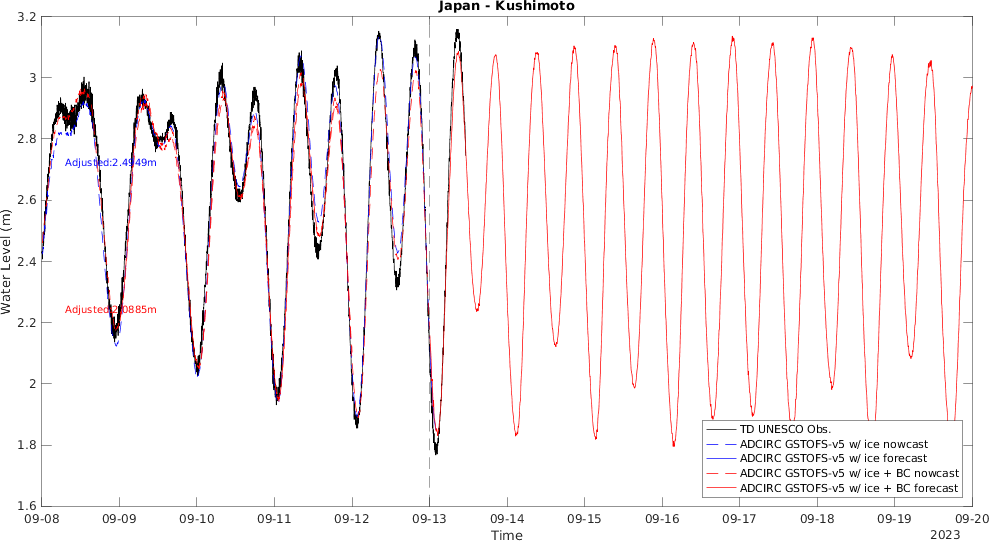 Japan - Kushimoto
3.2
3
2.8
2.6
2.4
2.2
2
1.8
1.6
Water Level (m)
Adjusted:2.4949m
Adjusted:2.0885m
TD UNESCO Obs.
ADCIRC GSTOFS-v5 w/ ice nowcast
ADCIRC GSTOFS-v5 w/ ice forecast
ADCIRC GSTOFS-v5 w/ ice + BC nowcast
ADCIRC GSTOFS-v5 w/ ice + BC forecast
09-08 09-09 09-10 09-11 09-12 09-13 09-14 09-15 09-16 09-17 09-18 09-19 09-20
Time
2023